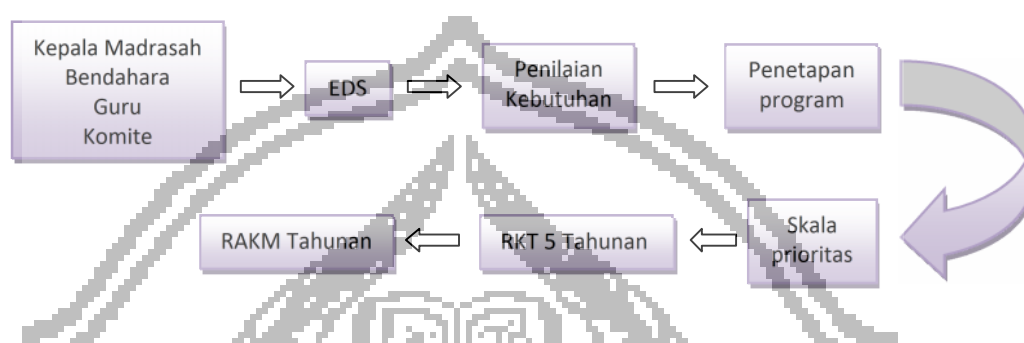 Kepala Madrasah
Bendahara
Guru
Komite
EDS
Penilaian
Kebutuhan
Penetapan
program
Skala
prioritas
RKT 5 Tahunan
RAKM Tahunan